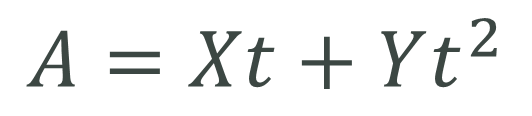 A = Xt + Yt²